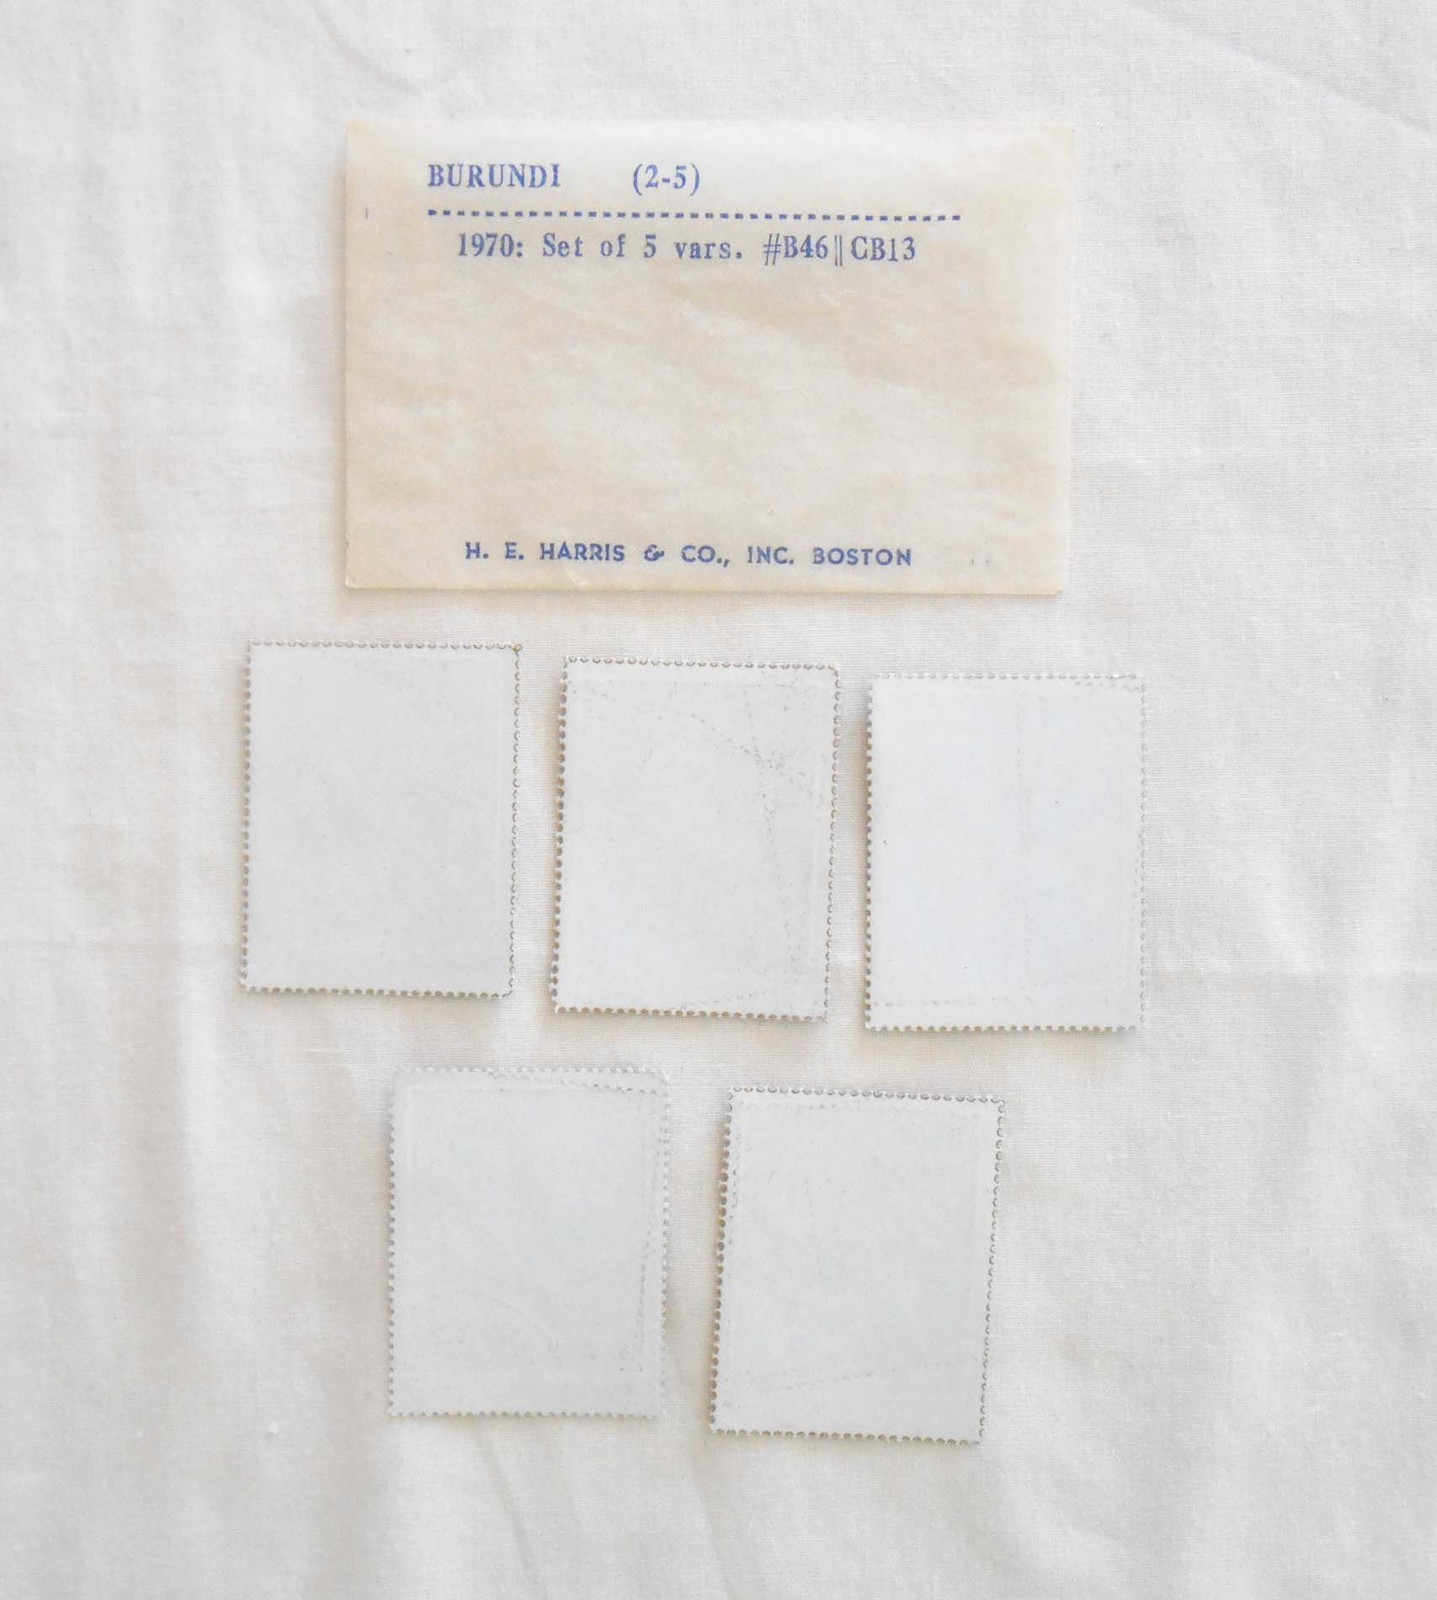 BURUNDI (2-5)
1970: Set of 5 vars. #B46||CB13
H. E. HARRIS & CO., INC. BOSTON